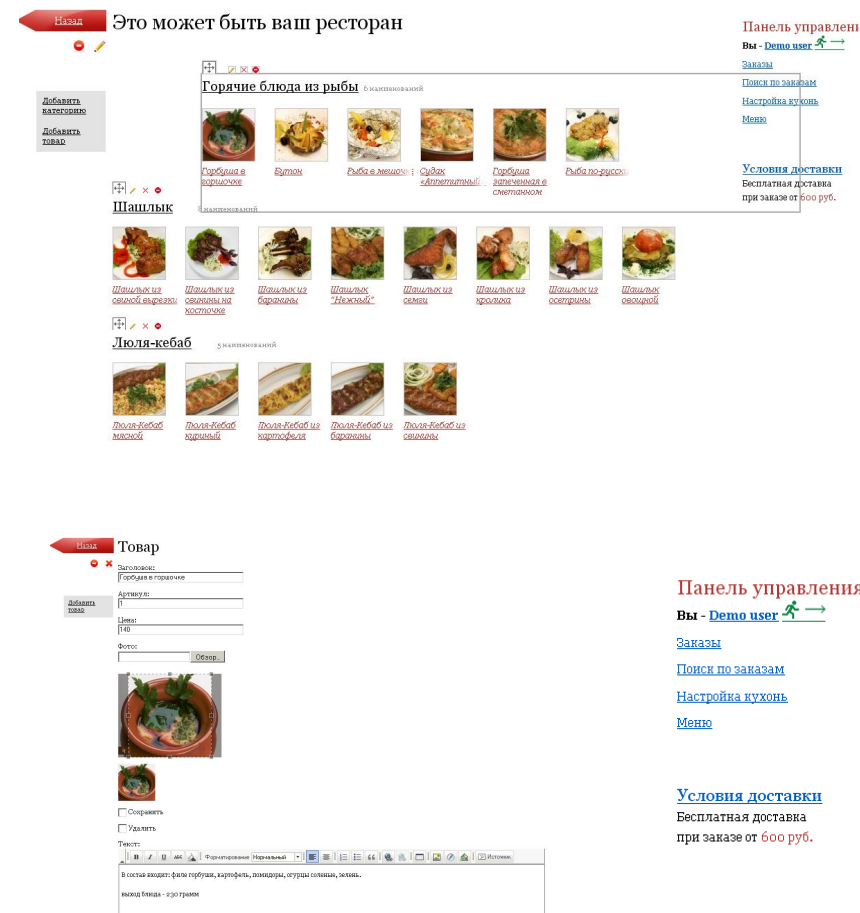 Назад
Это может быть ваш ресторан
Панель управлени
Вы - Demo user
Заказы
Поиск по заказам
Настройка кухонь
Меню
Условия доставки
Бесплатная доставка
при заказе от 600 руб.
Добавить
категорию
Добавить
товар
Горячие блюда из рыбы 6 наименований
Горбуша в
горшочке
Бутон
Рыба в мешоч
Судак
«Аппетитный
Горбуша
запеченная в
сметанном
Рыба по-русск
Шашлык
наименований
Шашлык из
свиной вырезки
Шашлык из
свинины на
косточке
Шашлык из
баранины
Шашлык
"Нежный"
Шашлык из
семги
Шашлык из
кролика
Шашлык из
осетрины
Шашлык
овощной
Люля-кебаб 5 наименований
Люля-Кебаб
мясной
Люля-Кебаб
куриный
Люля-Кебаб из
картофеля
Люля-Кебаб из
баранины
Люля-Кебаб из
свинины
Назад
Товар
Добавить
товар
Заголовок:
Горбуша в горшочке
Артикул:
1
Цена:
140
Фото:
Обзор...
Сохранить
Удалить
Текст:
B I U ABC Форматирование Нормальный Источник
В состав входит: филе горбуши, картофель, помидоры, огурцы соленые, зелень.
выход блюда - 230 грамм
Панель управления
Вы - Demo user
Заказы
Поиск по заказам
Настройка кухонь
Меню
Условия доставки
Бесплатная доставка
при заказе от 600 руб.